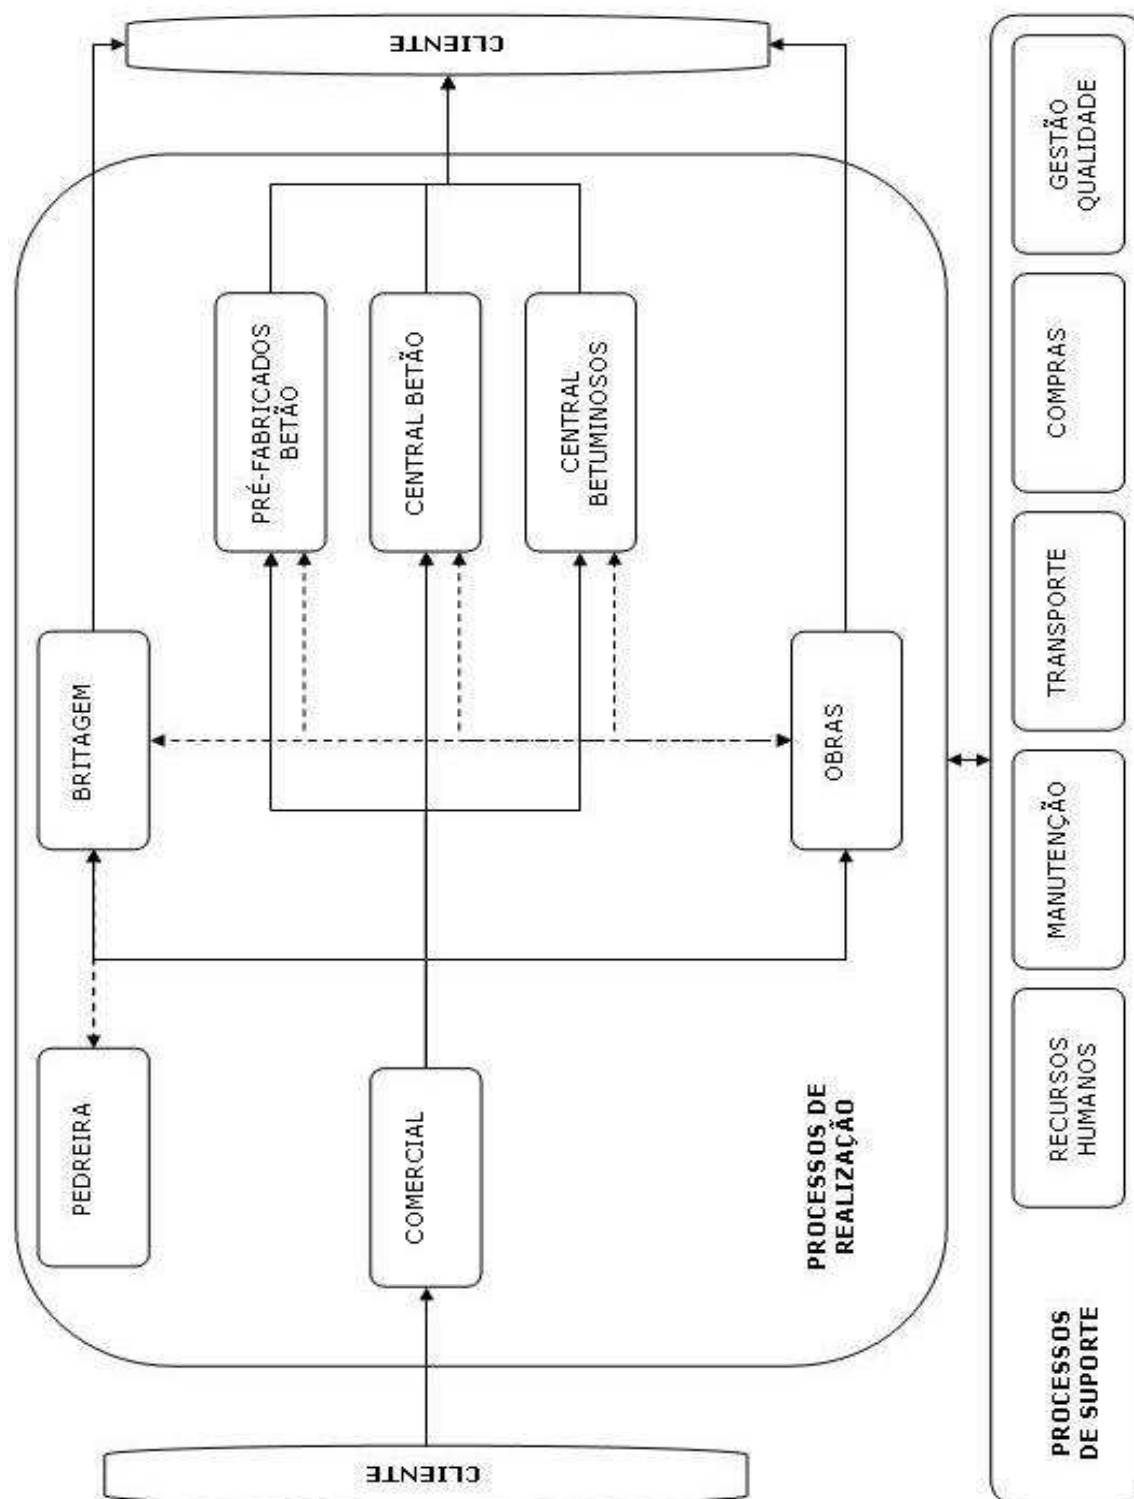 CLIENTE
PEDREIRA
BRITAGEM
PRÉ-FABRICADOS
BETÃO
COMERCIAL
CENTRAL BETÃO
CENTRAL
BETUMINOSOS
PROCESSOS DE
REALIZAÇÃO
OBRAS
CLIENTE
PROCESSOS
DE SUPORTE
RECURSOS
HUMANOS
MANUTENÇÃO
TRANSPORTE
COMPRAS
GESTÃO
QUALIDADE